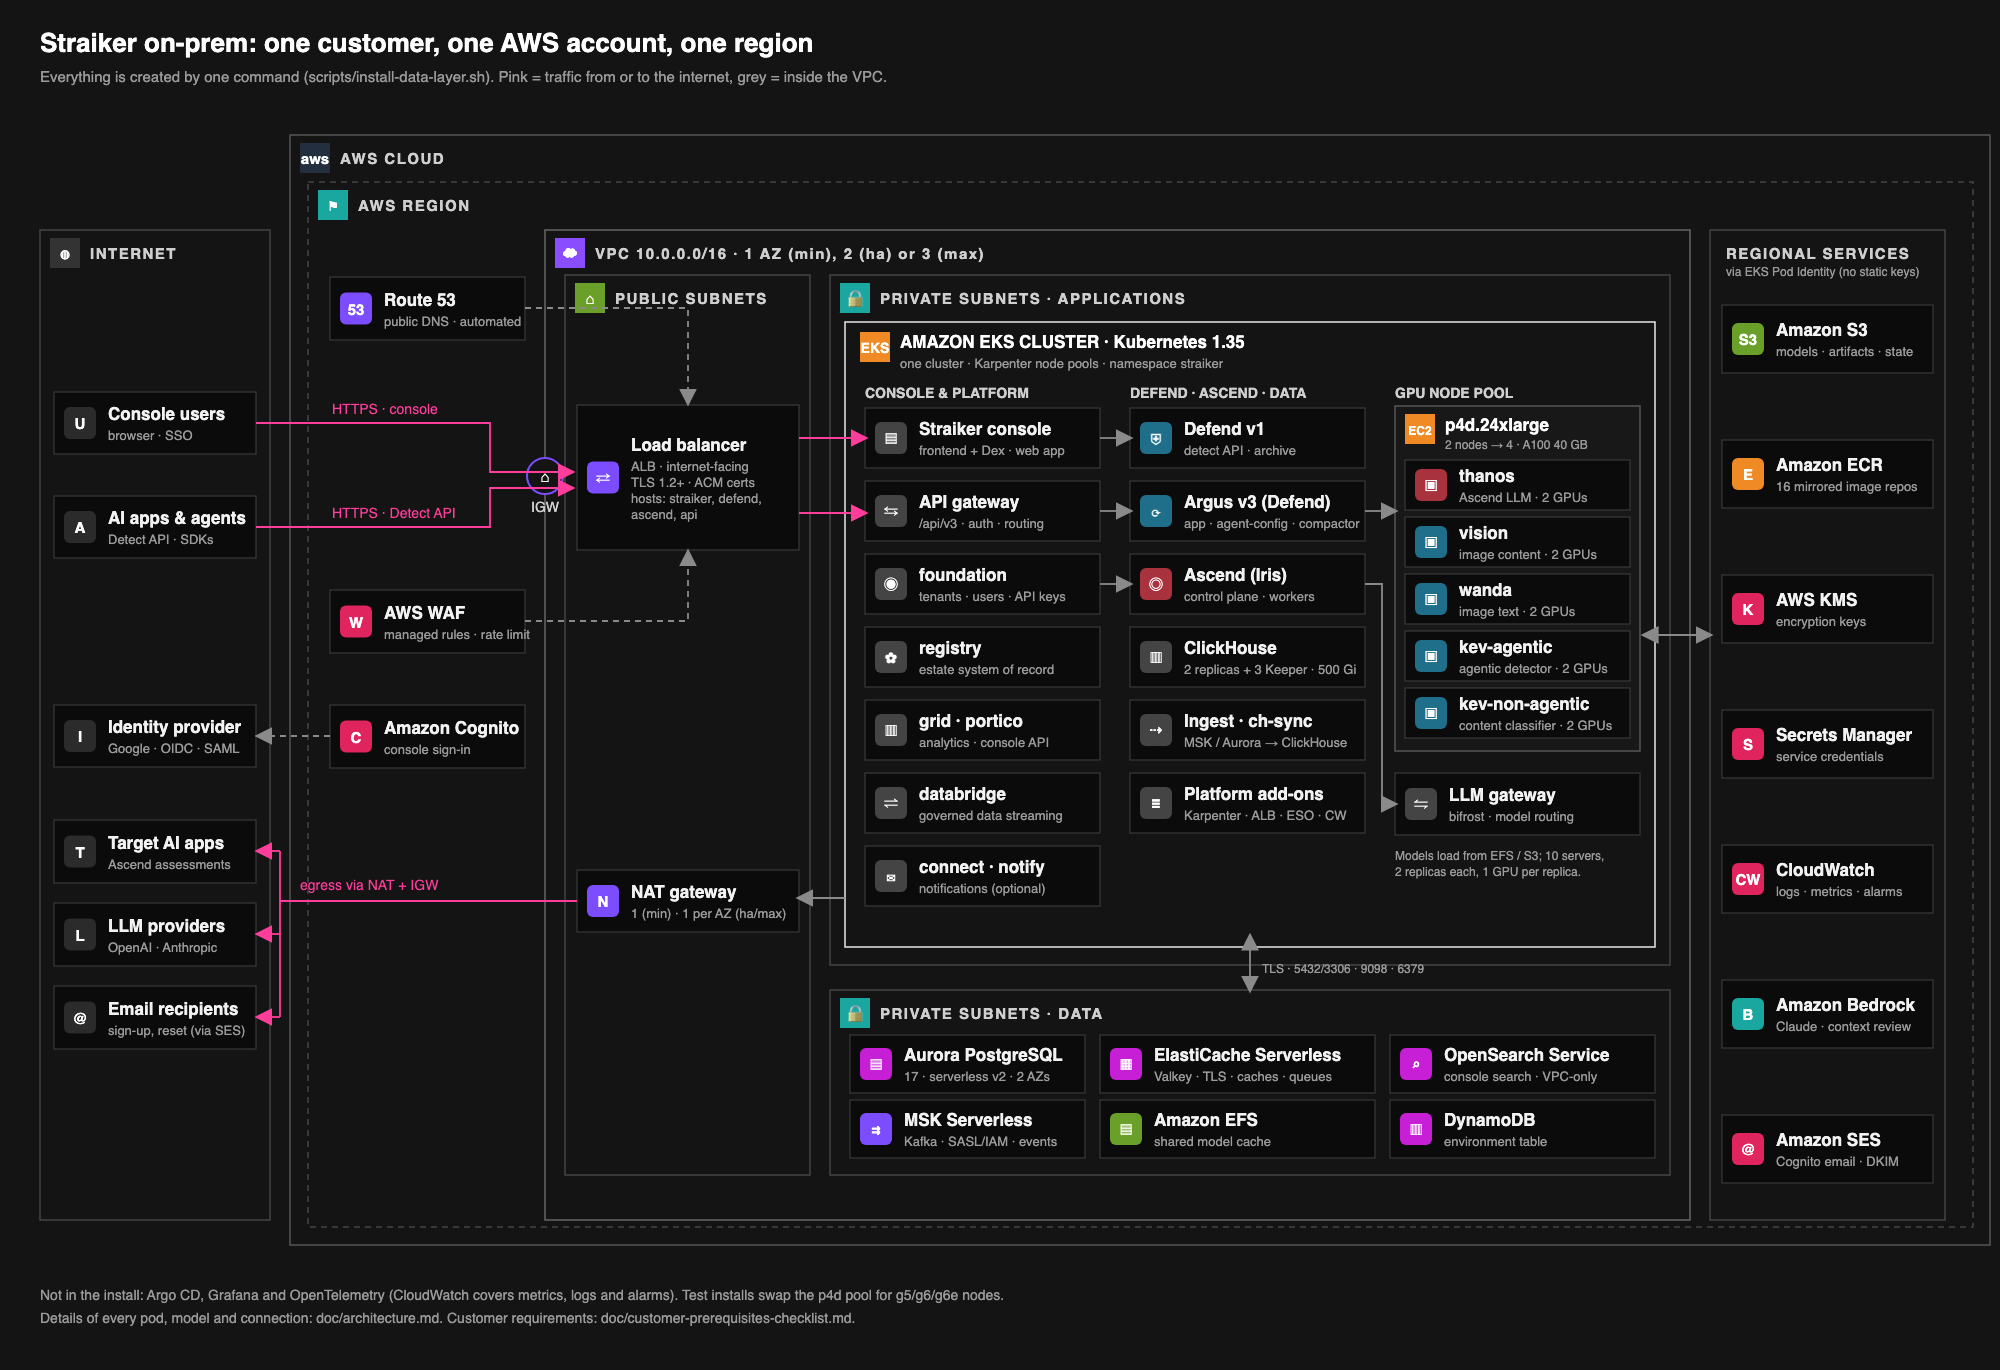 Straiker on-prem: one customer, one AWS account, one region
Everything is created by one command (scripts/install-data-layer.sh). Pink = traffic from or to the internet, grey = inside the VPC.
aws AWS CLOUD
AWS REGION
INTERNET
U Console users
browser · SSO
A AI apps & agents
Detect API · SDKs
I Identity provider
Google · OIDC · SAML
T Target AI apps
Ascend assessments
L LLM providers
OpenAI · Anthropic
@ Email recipients
sign-up, reset (via SES)
53 Route 53
public DNS · automated
HTTPS · console
HTTPS · Detect API
W AWS WAF
managed rules · rate limit
C Amazon Cognito
console sign-in
egress via NAT + IGW
VPC 10.0.0.0/16 · 1 AZ (min), 2 (ha) or 3 (max)
IGW
PUBLIC SUBNETS
Load balancer
ALB · internet-facing
TLS 1.2+ · ACM certs
hosts: straiker, defend,
ascend, api
N NAT gateway
1 (min) · 1 per AZ (ha/max)
PRIVATE SUBNETS · APPLICATIONS
EKS AMAZON EKS CLUSTER · Kubernetes 1.35
one cluster · Karpenter node pools · namespace straiker
CONSOLE & PLATFORM
Straiker console
frontend + Dex · web app
API gateway
/api/v3 · auth · routing
foundation
tenants · users · API keys
registry
estate system of record
grid · portico
analytics · console API
databridge
governed data streaming
connect · notify
notifications (optional)
DEFEND · ASCEND · DATA
Defend v1
detect API · archive
Argus v3 (Defend)
app · agent-config · compactor
Ascend (Iris)
control plane · workers
ClickHouse
2 replicas + 3 Keeper · 500 Gi
Ingest · ch-sync
MSK / Aurora → ClickHouse
Platform add-ons
Karpenter · ALB · ESO · CW
GPU NODE POOL
EC2 p4d.24xlarge
2 nodes → 4 · A100 40 GB
thanos
Ascend LLM · 2 GPUs
vision
image content · 2 GPUs
wanda
image text · 2 GPUs
kev-agentic
agentic detector · 2 GPUs
kev-non-agentic
content classifier · 2 GPUs
LLM gateway
bifrost · model routing
Models load from EFS / S3; 10 servers,
2 replicas each, 1 GPU per replica.
TLS · 5432/3306 · 9098 · 6379
PRIVATE SUBNETS · DATA
Aurora PostgreSQL
17 · serverless v2 · 2 AZs
ElastiCache Serverless
Valkey · TLS · caches · queues
OpenSearch Service
console search · VPC-only
MSK Serverless
Kafka · SASL/IAM · events
Amazon EFS
shared model cache
DynamoDB
environment table
REGIONAL SERVICES
via EKS Pod Identity (no static keys)
S3 Amazon S3
models · artifacts · state
E Amazon ECR
16 mirrored image repos
K AWS KMS
encryption keys
S Secrets Manager
service credentials
CW CloudWatch
logs · metrics · alarms
B Amazon Bedrock
Claude · context review
@ Amazon SES
Cognito email · DKIM
Not in the install: Argo CD, Grafana and OpenTelemetry (CloudWatch covers metrics, logs and alarms). Test installs swap the p4d pool for g5/g6/g6e nodes.
Details of every pod, model and connection: doc/architecture.md. Customer requirements: doc/customer-prerequisites-checklist.md.